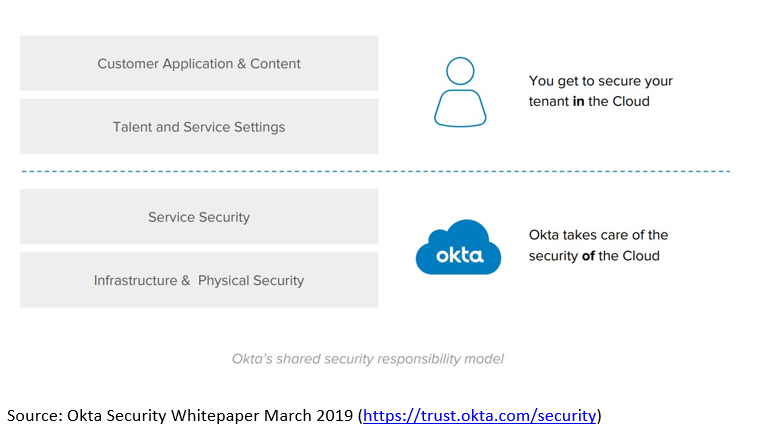 Customer Application & Content
You get to secure your
tenant in the Cloud
Talent and Service Settings
Service Security
okta
Okta takes care of the
security of the Cloud
Infrastructure & Physical Security
Okta's shared security responsibility model
Source: Okta Security Whitepaper March 2019 (https://trust.okta.com/security)